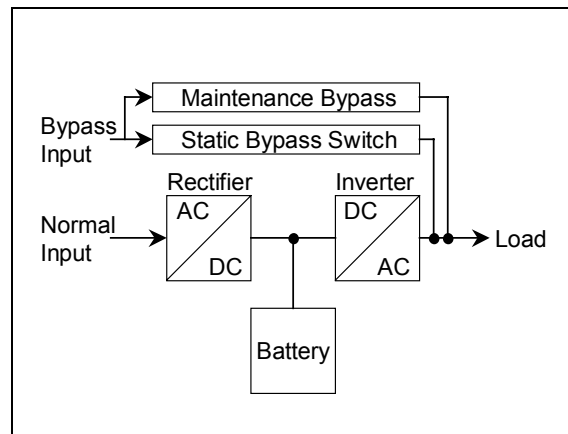 Maintenance Bypass
Bypass
Input
Static Bypass Switch
Rectifier
Inverter
Normal
Input
AC
DC
DC
AC
Load
Battery